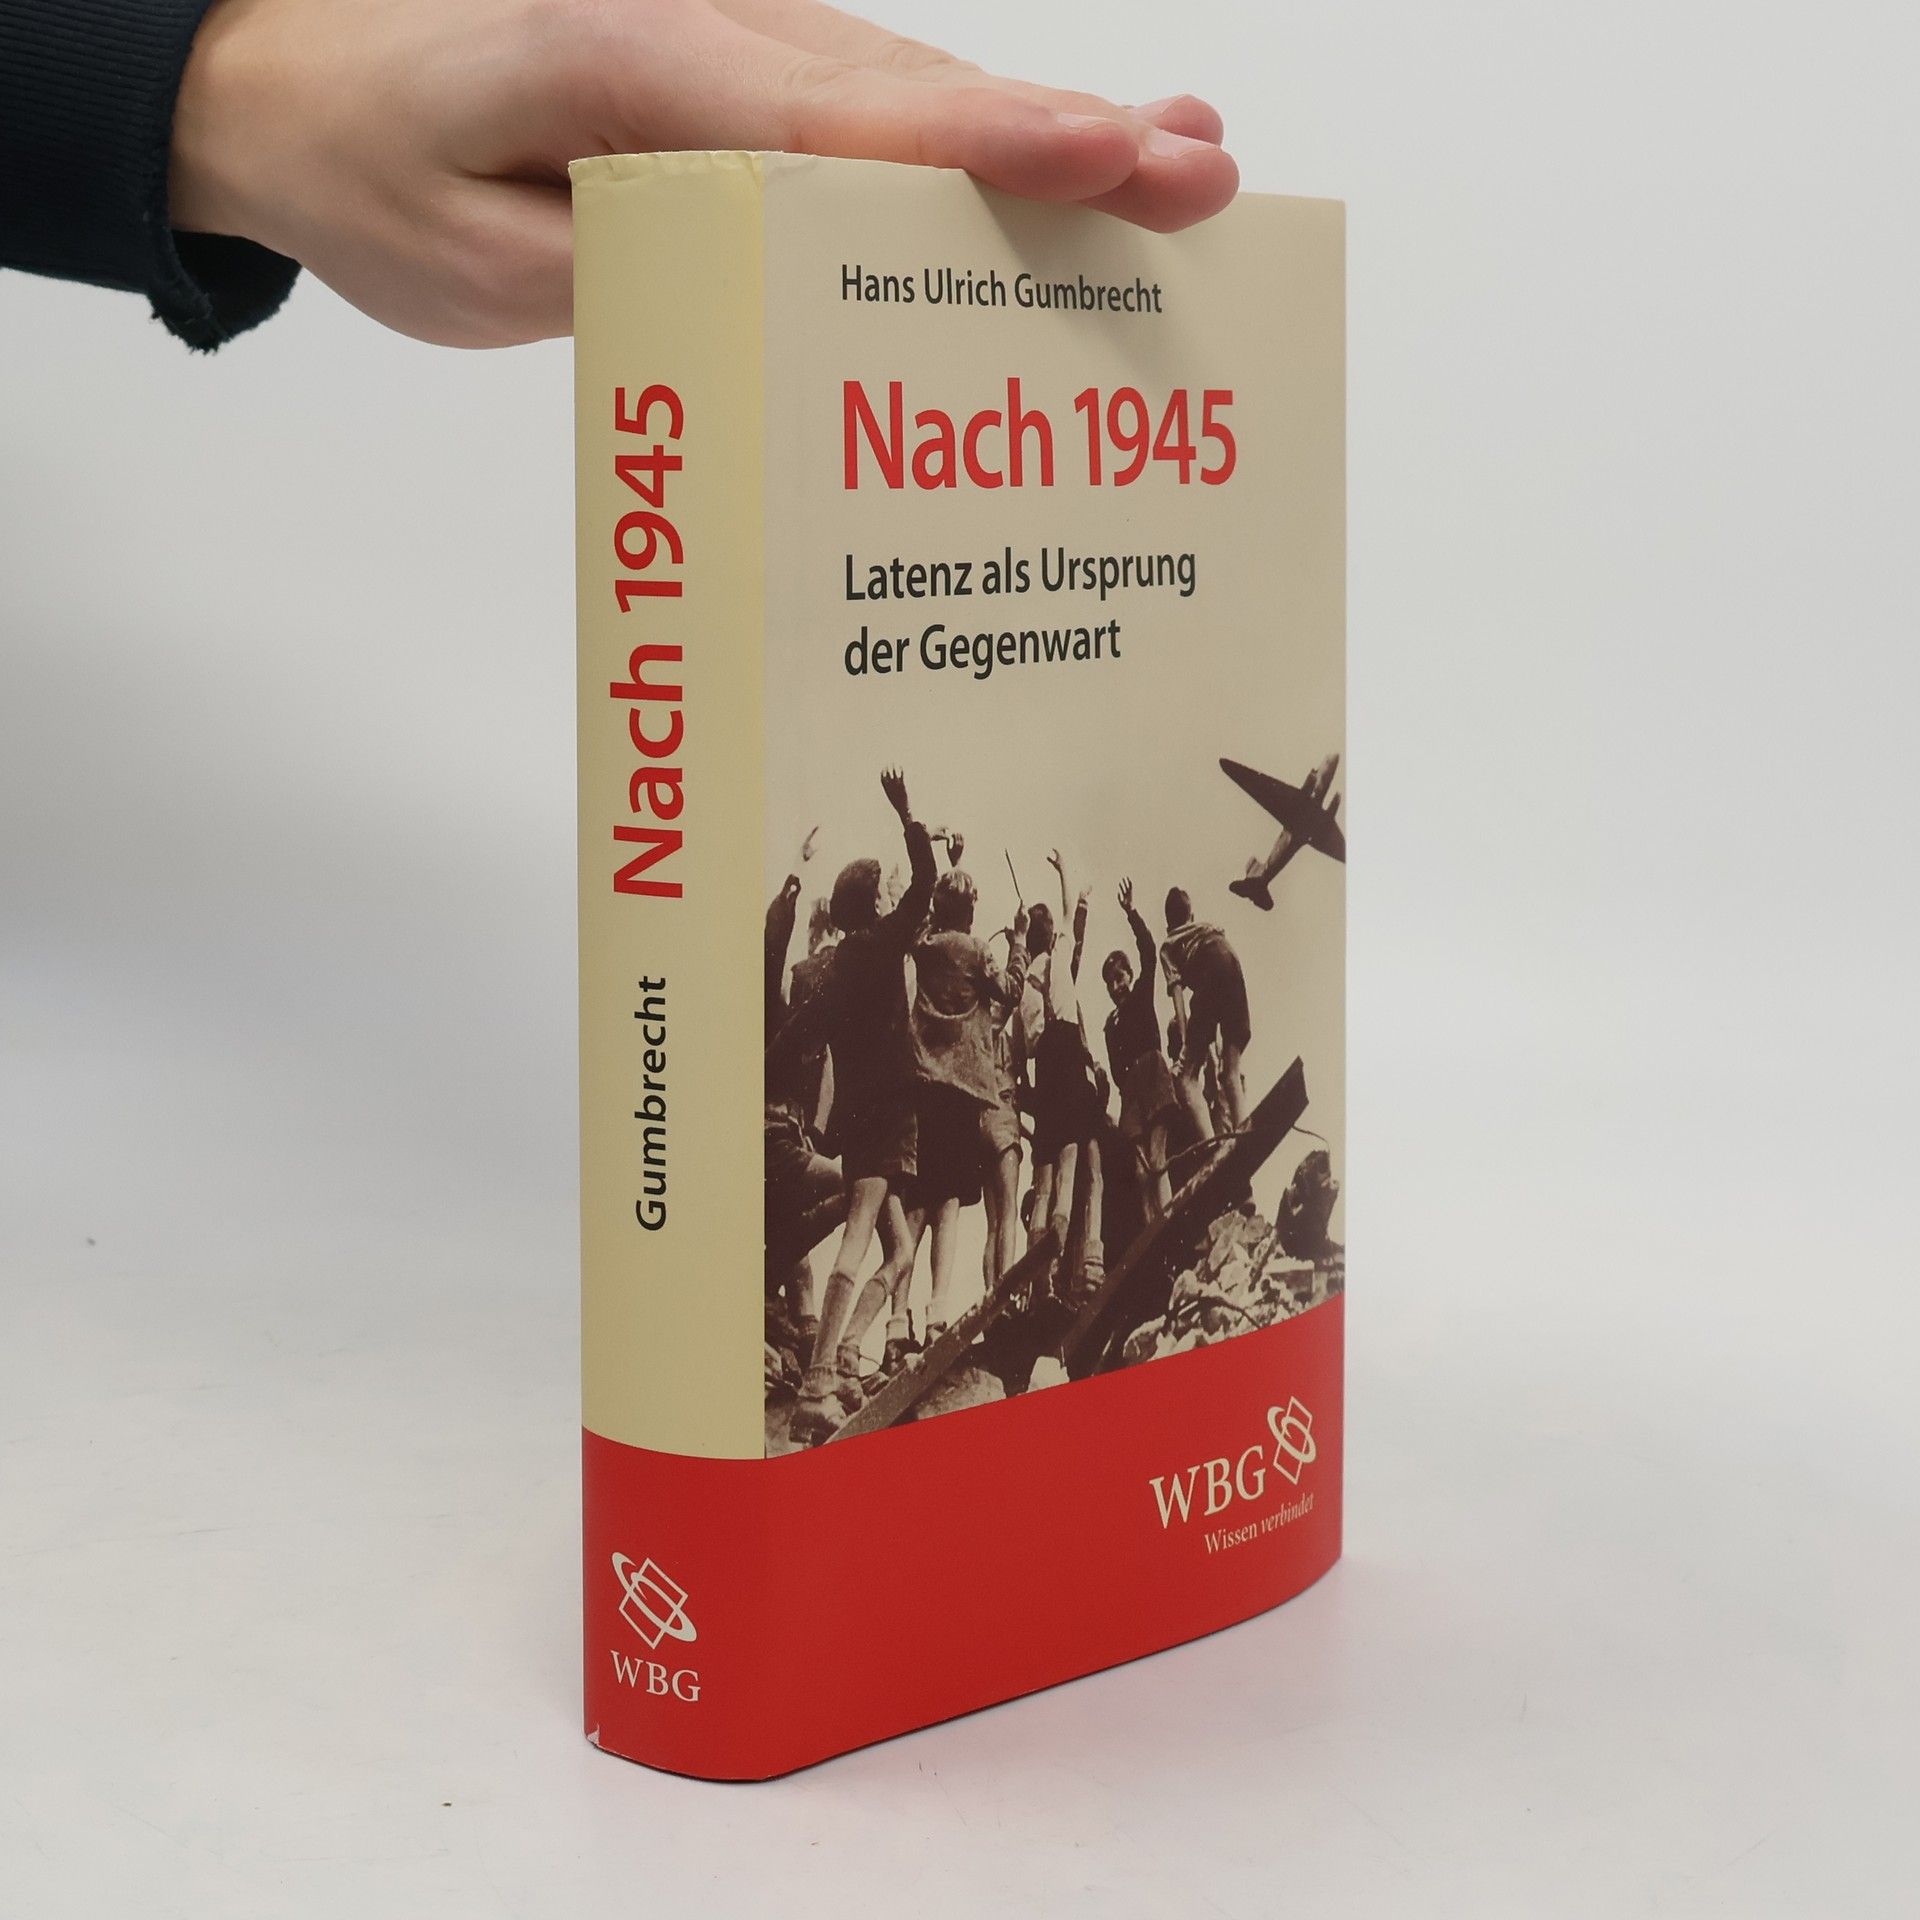 Hans Ulrich Gumbrecht
Nach 1945
Latenz als Ursprung
der Gegenwart
WBG
Wissen verbindet
Gumbrecht Nach 1945
WBG